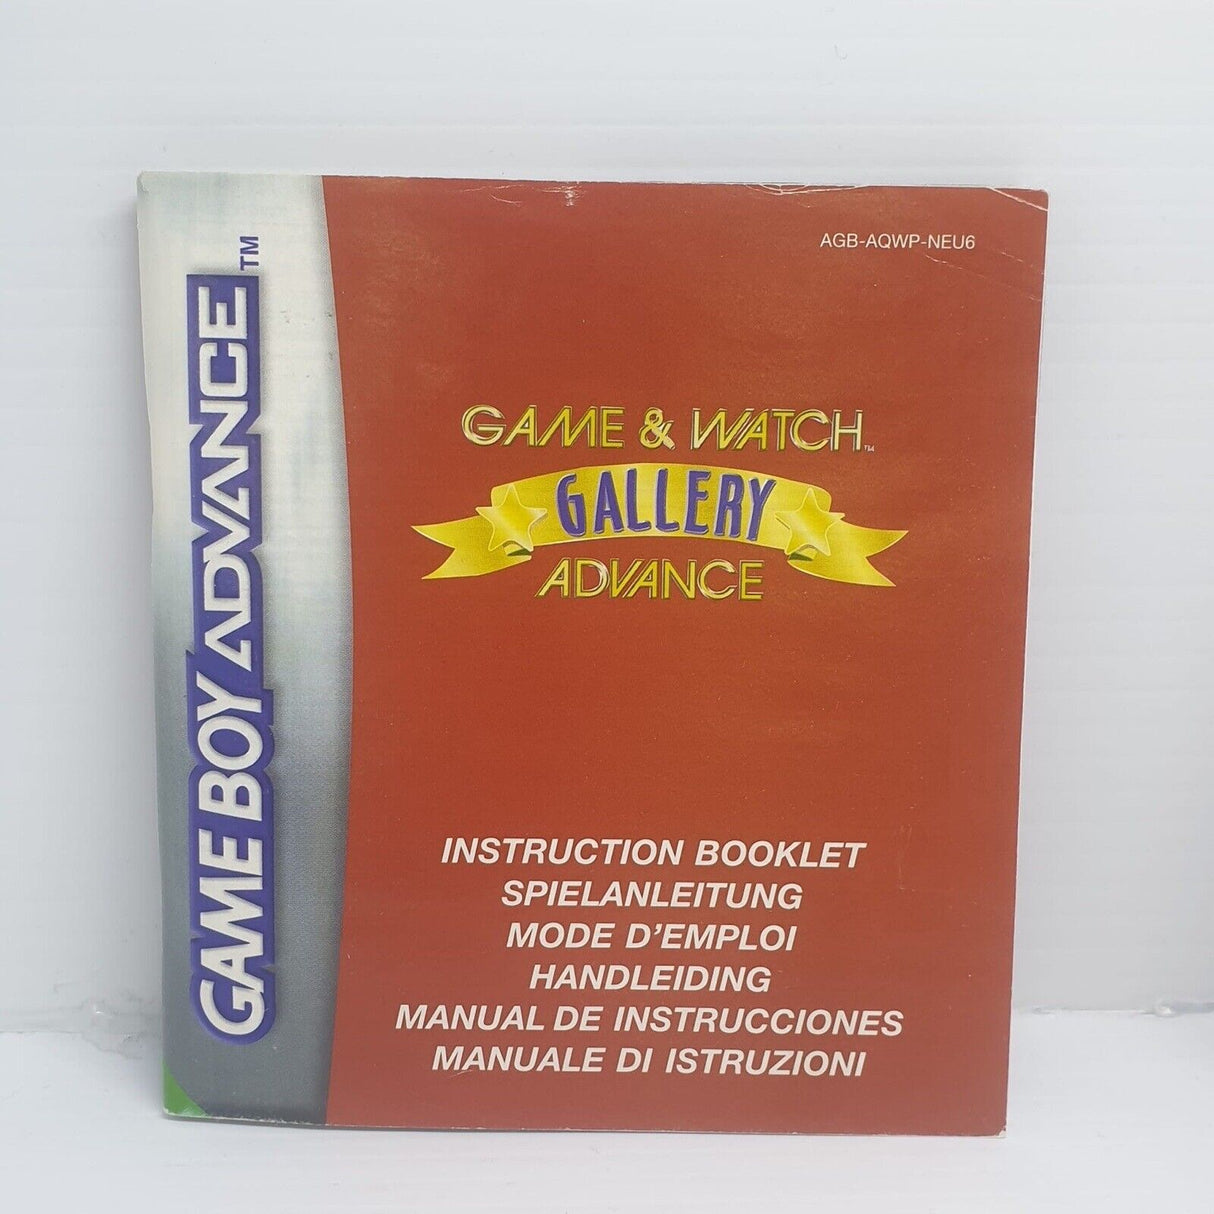 GAME BOY ADVANCE™
AGB-AQWP-NEU6
GAME & WATCH™
GALLERY
ADVANCE
INSTRUCTION BOOKLET
SPIELANLEITUNG
MODE D'EMPLOI
HANDLEIDING
MANUAL DE INSTRUCCIONES
MANUALE DI ISTRUZIONI